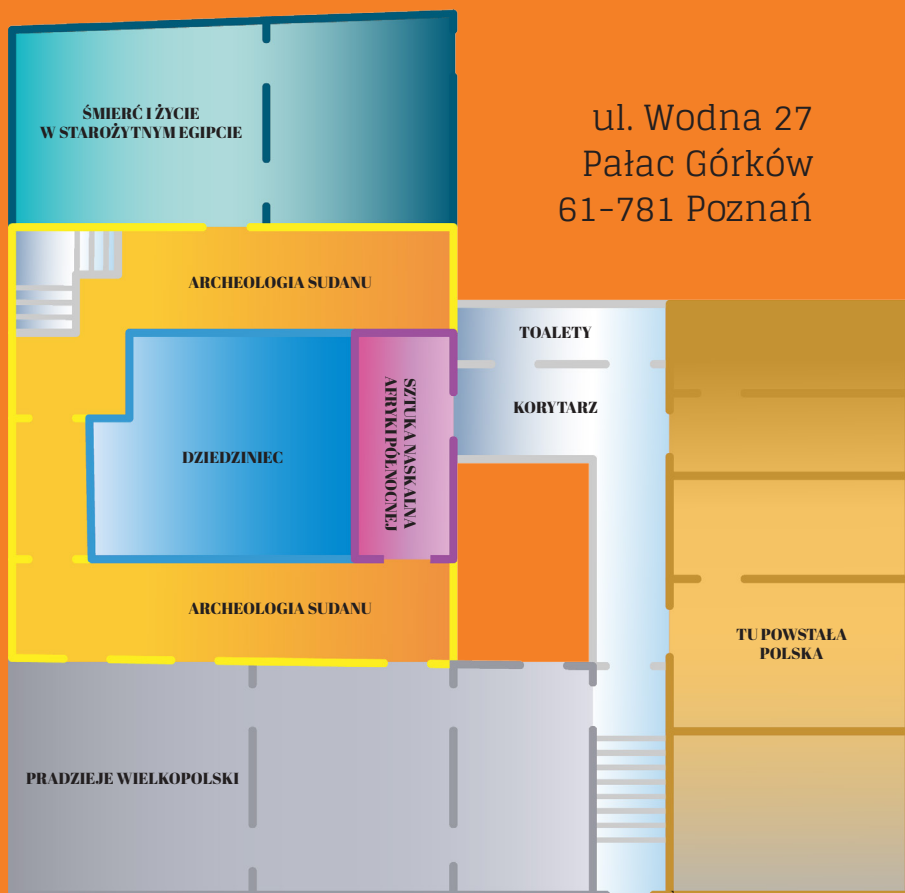 ŚMIERĆ I ŻYCIE
W STAROŻYTNYM EGIPCIE
ul. Wodna 27
Pałac Górków
61-781 Poznań
ARCHEOLOGIA SUDANU
TOALETY
KORYTARZ
SZTUKA NASKALNA
AFRYKI PÓŁNOCNEJ
DZIEDZINIEC
ARCHEOLOGIA SUDANU
TU POWSTAŁA
POLSKA
PRADZIEJE WIELKOPOLSKI